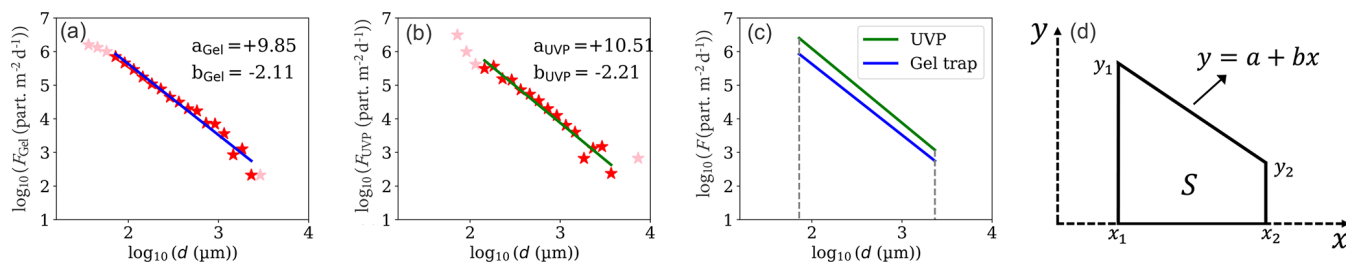 (a)
a_Gel=+9.85
b_Gel= -2.11
log10(F_Gel (part. m-2 d-1))
7
6
5
4
3
2
1
2
3
4
log10(d (µm))
(b)
a_UVP=+10.51
b_UVP= -2.21
log10(F_UVP (part. m-2 d-1))
7
6
5
4
3
2
1
2
3
4
log10(d (µm))
(c)
UVP
Gel trap
log10(F (part. m-2 d-1))
7
6
5
4
3
2
1
2
3
4
log10(d (µm))
(d)
y
y1
y = a + bx
y2
S
x1
x2
x